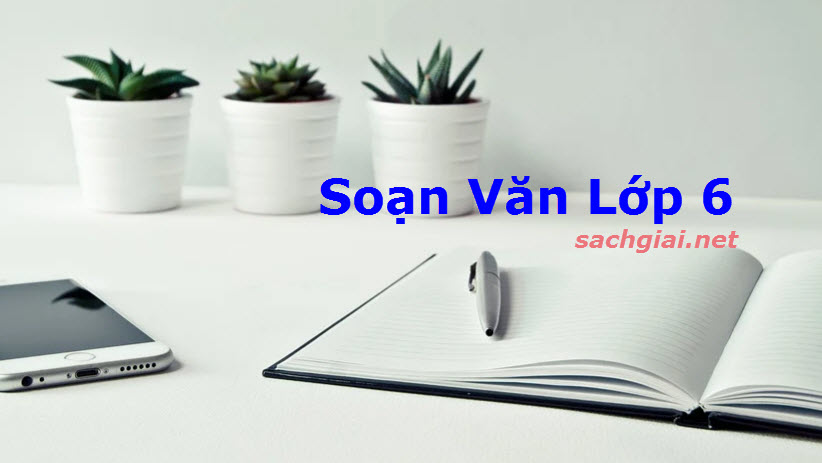 Soạn Văn Lớp 6
sachgiai.net